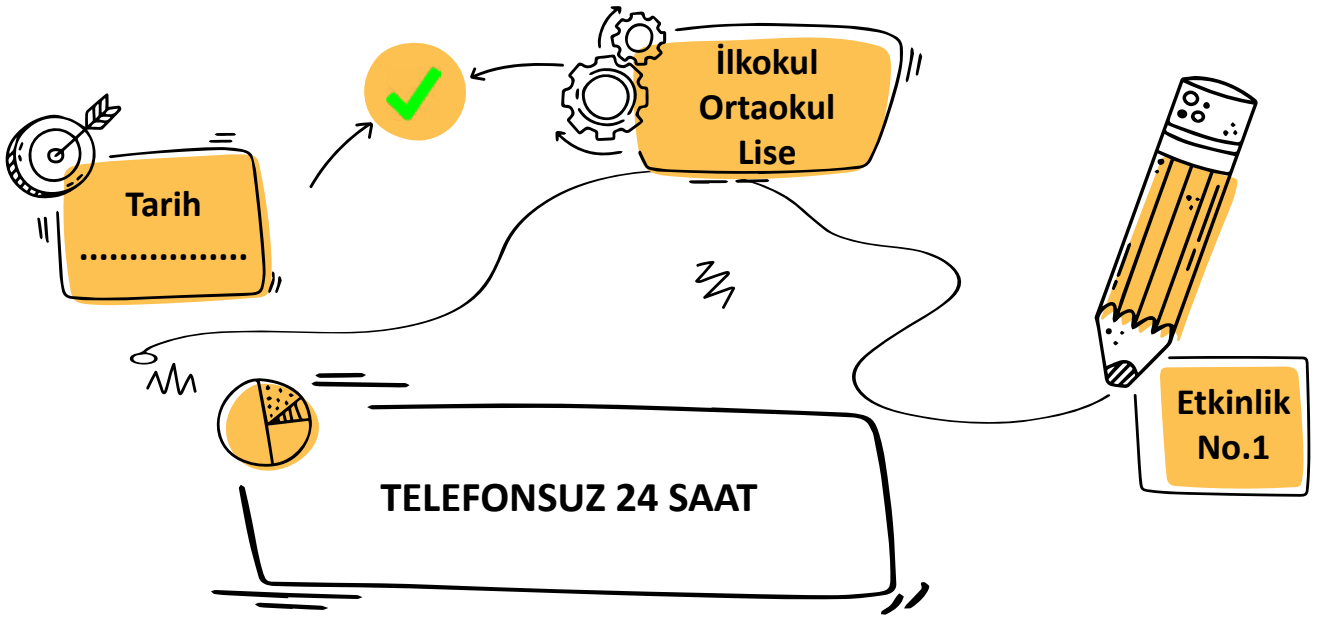 İlkokul
Ortaokul
Lise
Tarih
.................
Etkinlik
No.1
TELEFONSUZ 24 SAAT